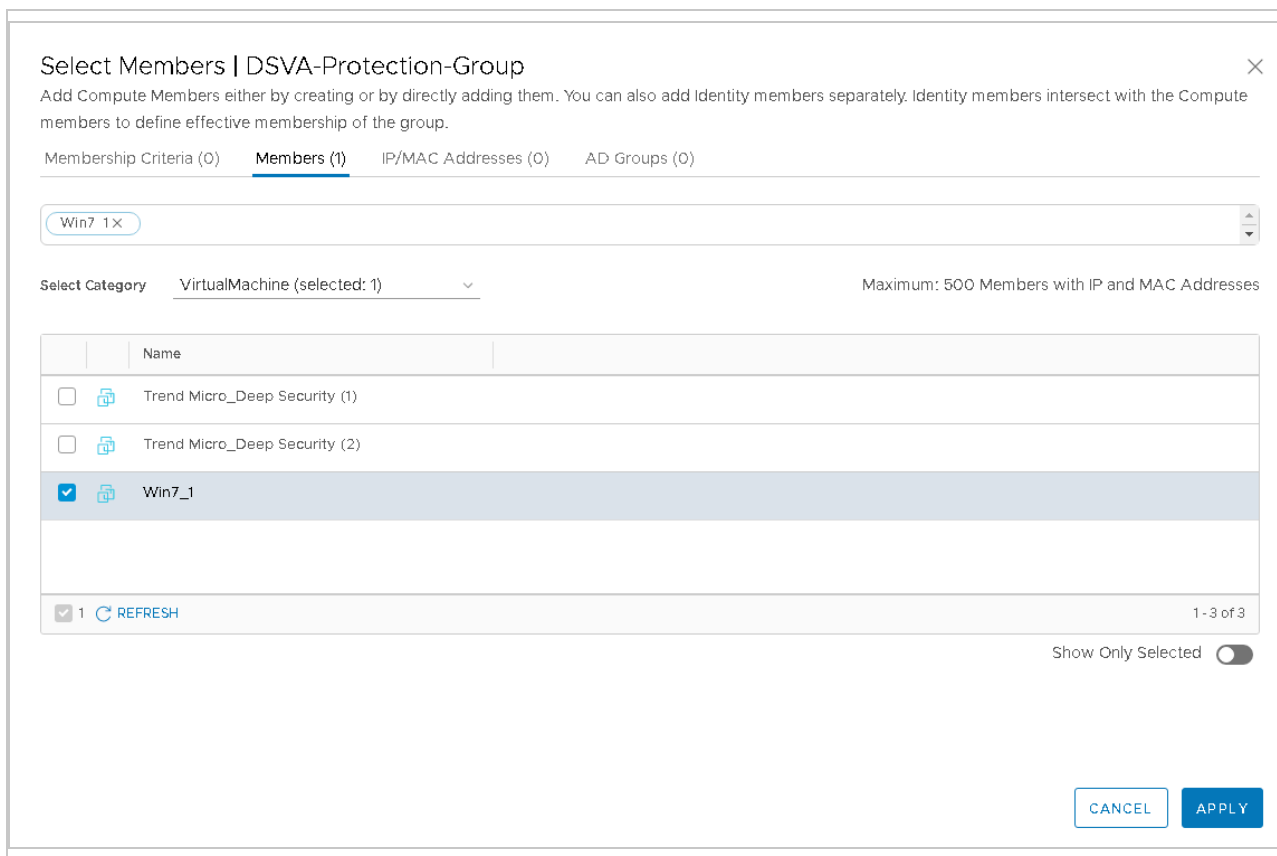 Select Members | DSVA-Protection-Group
Add Compute Members either by creating or by directly adding them. You can also add Identity members separately. Identity members intersect with the Compute
members to define effective membership of the group.
Membership Criteria (0) Members (1) IP/MAC Addresses (0) AD Groups (0)
Win7 1
Select Category VirtualMachine (selected: 1) Maximum: 500 Members with IP and MAC Addresses
Name
Trend Micro_Deep Security (1)
Trend Micro_Deep Security (2)
Win7_1
1 REFRESH 1 - 3 of 3
Show Only Selected
CANCEL APPLY